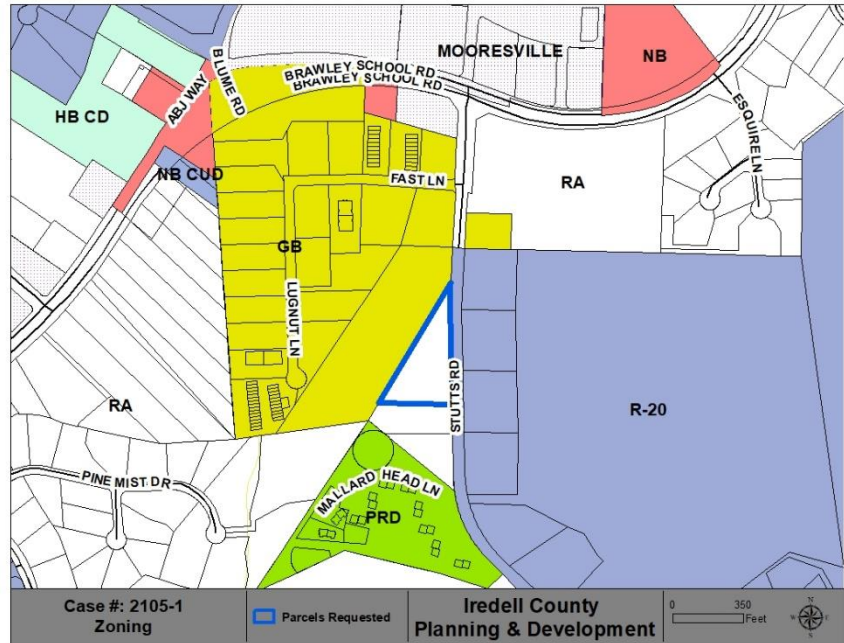 MOORESVILLE
NB
BRAWLEY SCHOOL RD
BRAWLEY SCHOOL RD
BLUME RD
ABJ WAY
HB CD
ESQUIRE LN
NB CUD
FAST LN
RA
GB
LUGNUT LN
STUTTS RD
RA
R-20
PINE MIST DR
MALLARD HEAD LN
PRD
Case #: 2105-1
Zoning
Parcels Requested
Iredell County
Planning & Development
0 350
Feet
N
W E
S